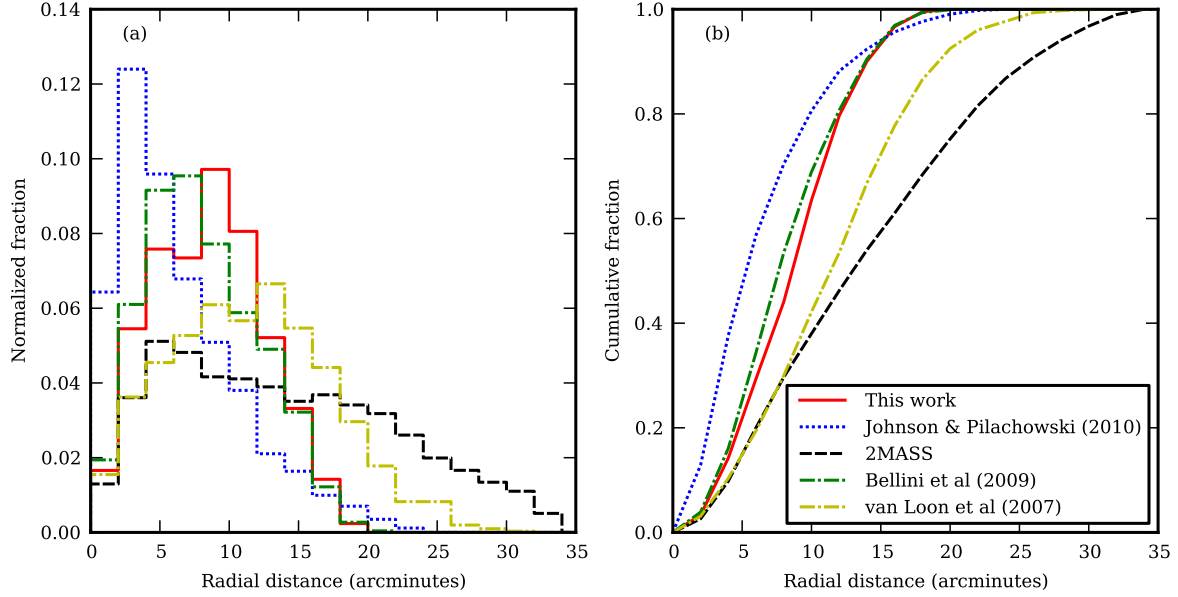 0.14
0.12
0.10
0.08
0.06
0.04
0.02
0.00
Normalized fraction
(a)
0 5 10 15 20 25 30 35
Radial distance (arcminutes)
1.0
0.8
0.6
0.4
0.2
0.0
Cumulative fraction
(b)
This work
Johnson & Pilachowski (2010)
2MASS
Bellini et al (2009)
van Loon et al (2007)
0 5 10 15 20 25 30 35
Radial distance (arcminutes)